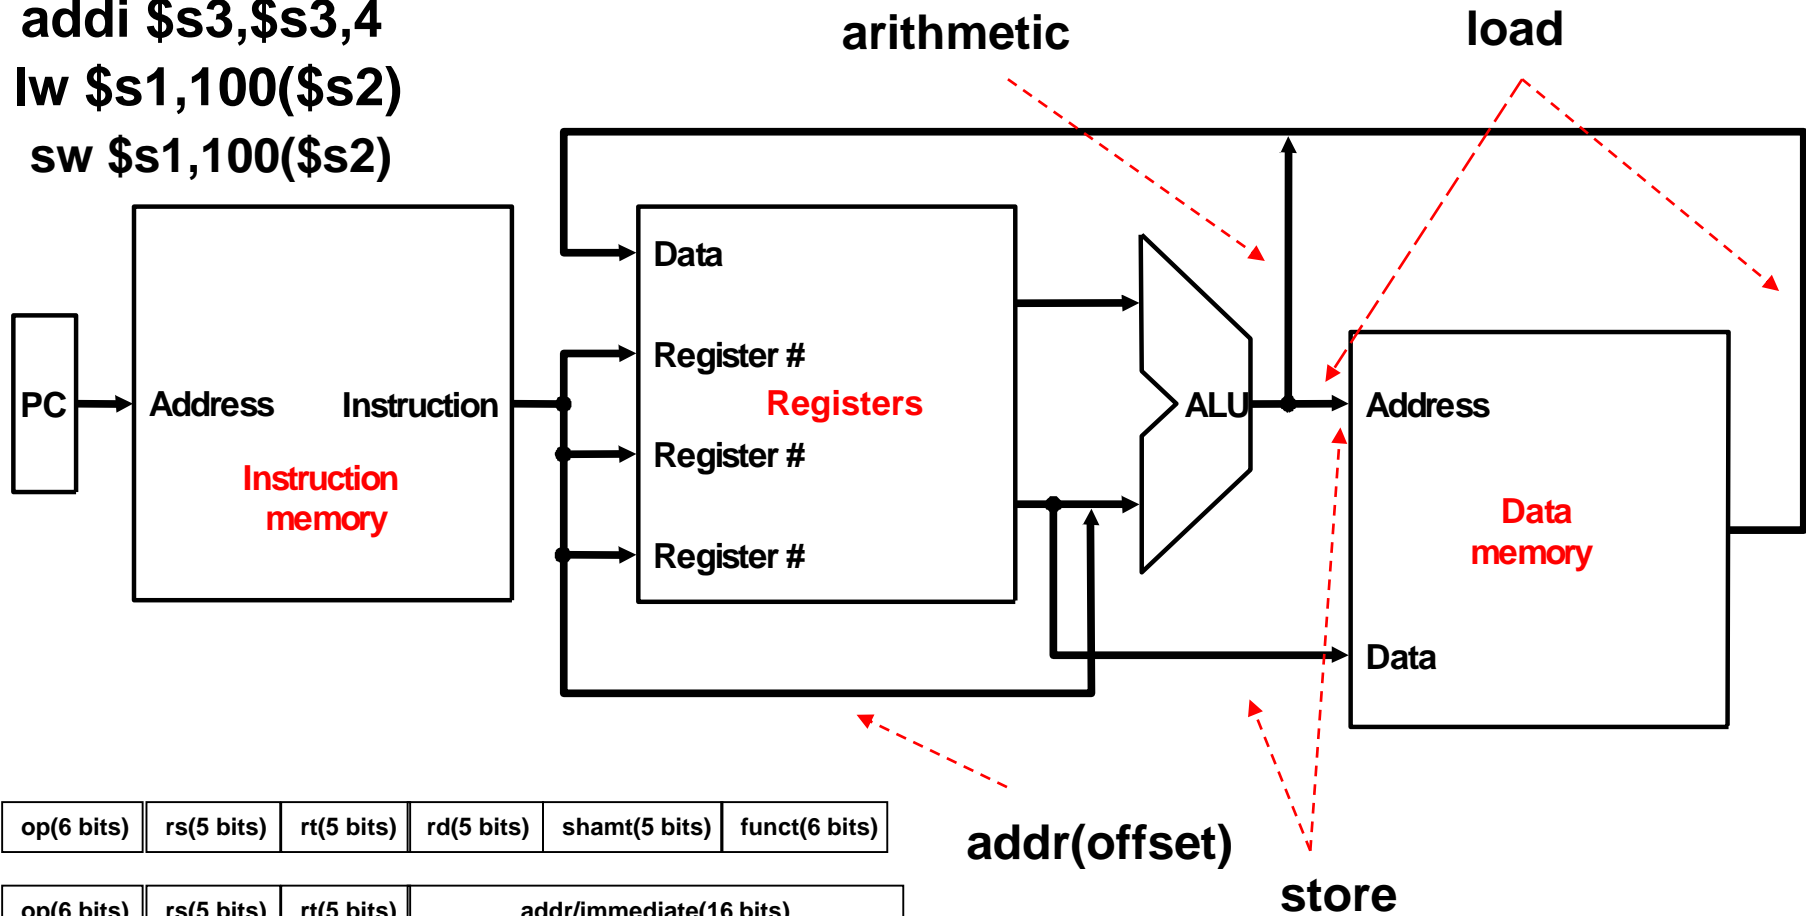 addi $s3,$s3,4
lw $s1,100($s2)
sw $s1,100($s2)
arithmetic
load
PC
Address
Instruction
Instruction
memory
Data
Register #
Registers
Register #
Register #
ALU
Address
Data
memory
Data
addr(offset)
store
op(6 bits) rs(5 bits) rt(5 bits) rd(5 bits) shamt(5 bits) funct(6 bits)
op(6 bits) rs(5 bits) rt(5 bits) addr/immediate(16 bits)